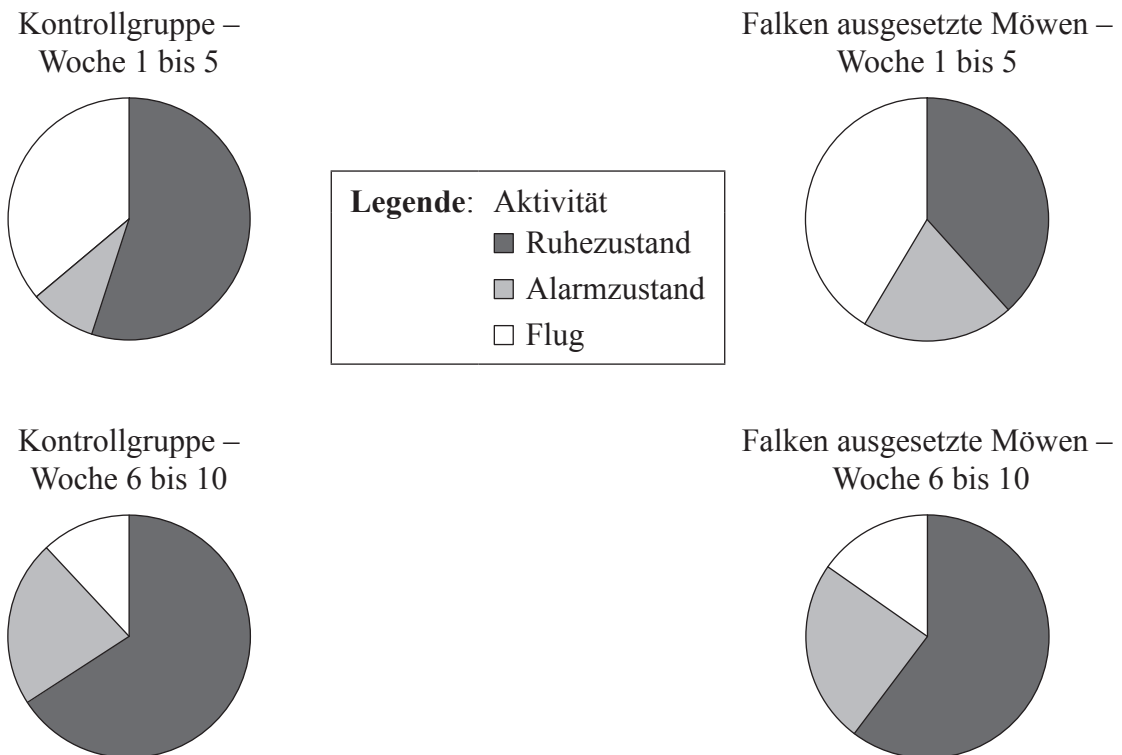 Kontrollgruppe –
Woche 1 bis 5
Falken ausgesetzte Möwen –
Woche 1 bis 5
Legende: Aktivität
Ruhezustand
Alarmzustand
Flug
Kontrollgruppe –
Woche 6 bis 10
Falken ausgesetzte Möwen –
Woche 6 bis 10